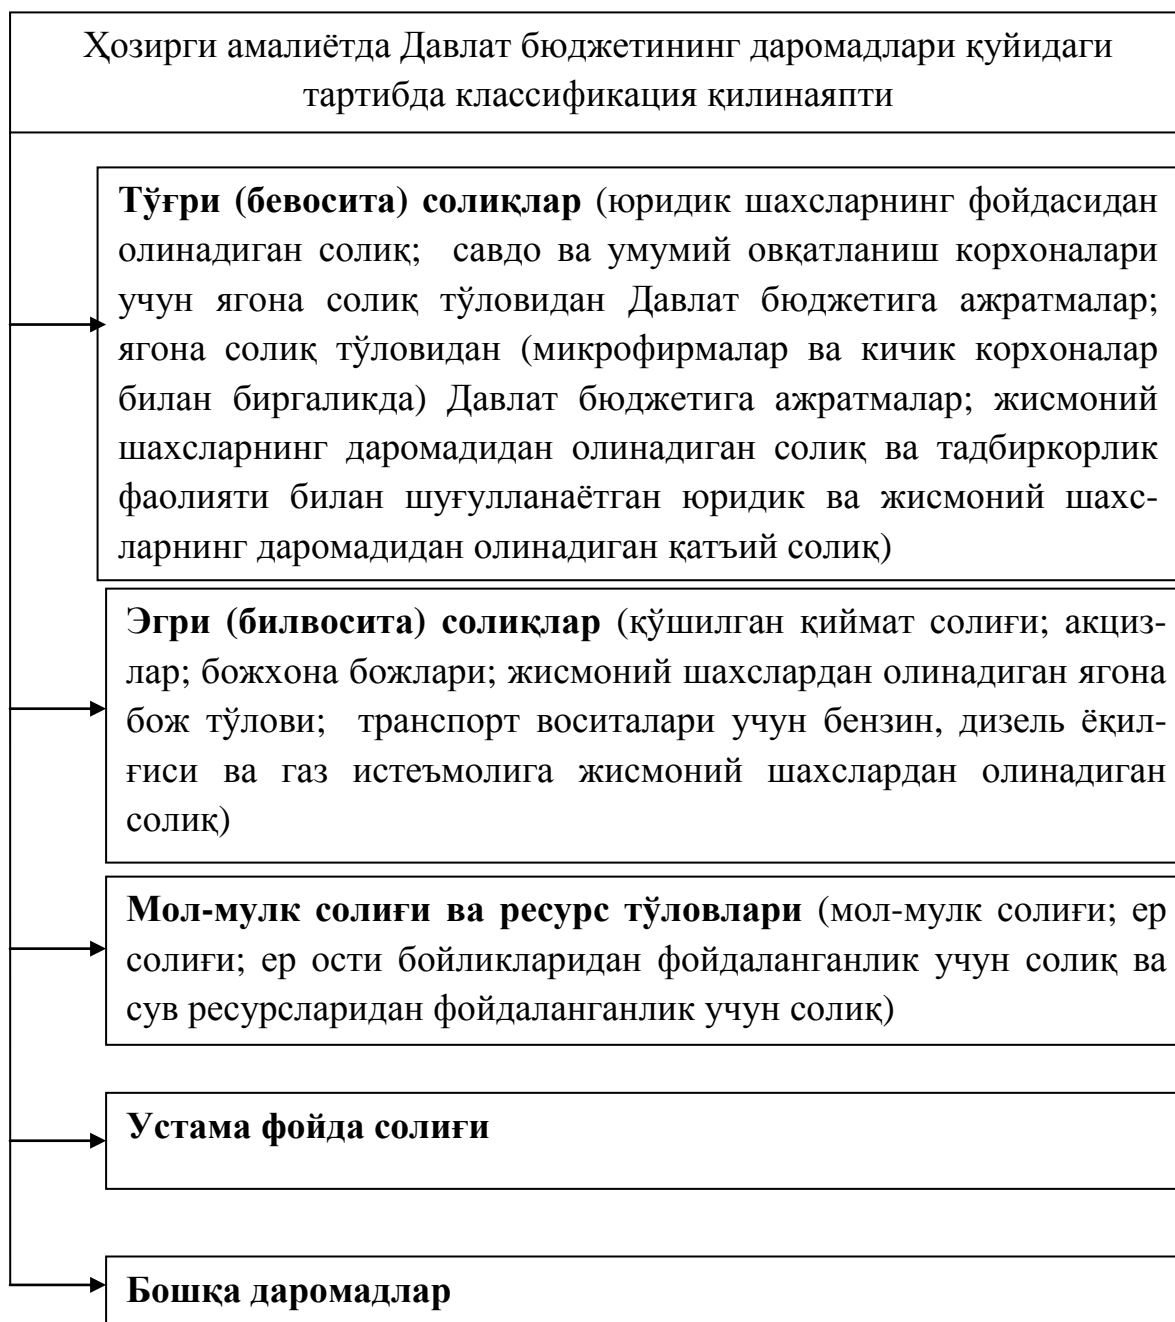 Ҳозирги амалиётда Давлат бюджетининг даромадлари қуйидаги
тартибда классификация қилинаяпти
Тўғри (бевосита) солиқлар (юридик шахсларнинг фойдасидан
олинадиган солиқ; савдо ва умумий овқатланиш корхоналари
учун ягона солиқ тўловидан Давлат бюджетига ажратмалар;
ягона солиқ тўловидан (микрофирмалар ва кичик корхоналар
билан биргаликда) Давлат бюджетига ажратмалар; жисмоний
шахсларнинг даромадидан олинадиган солиқ ва тадбиркорлик
фаолияти билан шуғулланаётган юридик ва жисмоний шахс-
ларнинг даромадидан олинадиган қатъий солиқ)
Эгри (билвосита) солиқлар (қўшилган қиймат солиғи; акциз-
лар; божхона божлари; жисмоний шахслардан олинадиган ягона
бож тўлови; транспорт воситалари учун бензин, дизель ёқил-
ғиси ва газ истеъмолига жисмоний шахслардан олинадиган
солиқ)
Мол-мулк солиғи ва ресурс тўловлари (мол-мулк солиғи; ер
солиғи; ер ости бойликларидан фойдаланганлик учун солиқ ва
сув ресурсларидан фойдаланганлик учун солиқ)
Устама фойда солиғи
Бошқа даромадлар